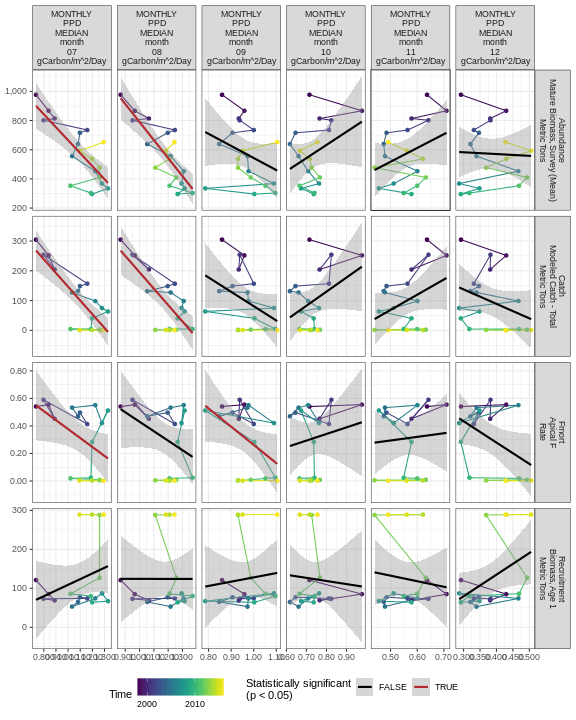 MONTHLY
PPD
MEDIAN
month
07
gCarbon/m^2/Day
MONTHLY
PPD
MEDIAN
month
08
gCarbon/m^2/Day
MONTHLY
PPD
MEDIAN
month
09
gCarbon/m^2/Day
MONTHLY
PPD
MEDIAN
month
10
gCarbon/m^2/Day
MONTHLY
PPD
MEDIAN
month
11
gCarbon/m^2/Day
MONTHLY
PPD
MEDIAN
month
12
gCarbon/m^2/Day
1,000
800
600
400
200
Abundance
Mature Biomass, Survey (Mean)
Metric Tons
300
200
100
0
Catch
Modeled Catch - Total
Metric Tons
0.80
0.60
0.40
0.20
0.00
Fmort
Apical F
Rate
300
200
100
0
Recruitment
Biomass, Age 1
Metric Tons
0.80 0.90 1.00
0.70 0.80 0.90
0.50 0.60 0.70
0.300 0.350 0.400 0.450 0.500
Time
2000 2010
Statistically significant
(p < 0.05)
FALSE
TRUE